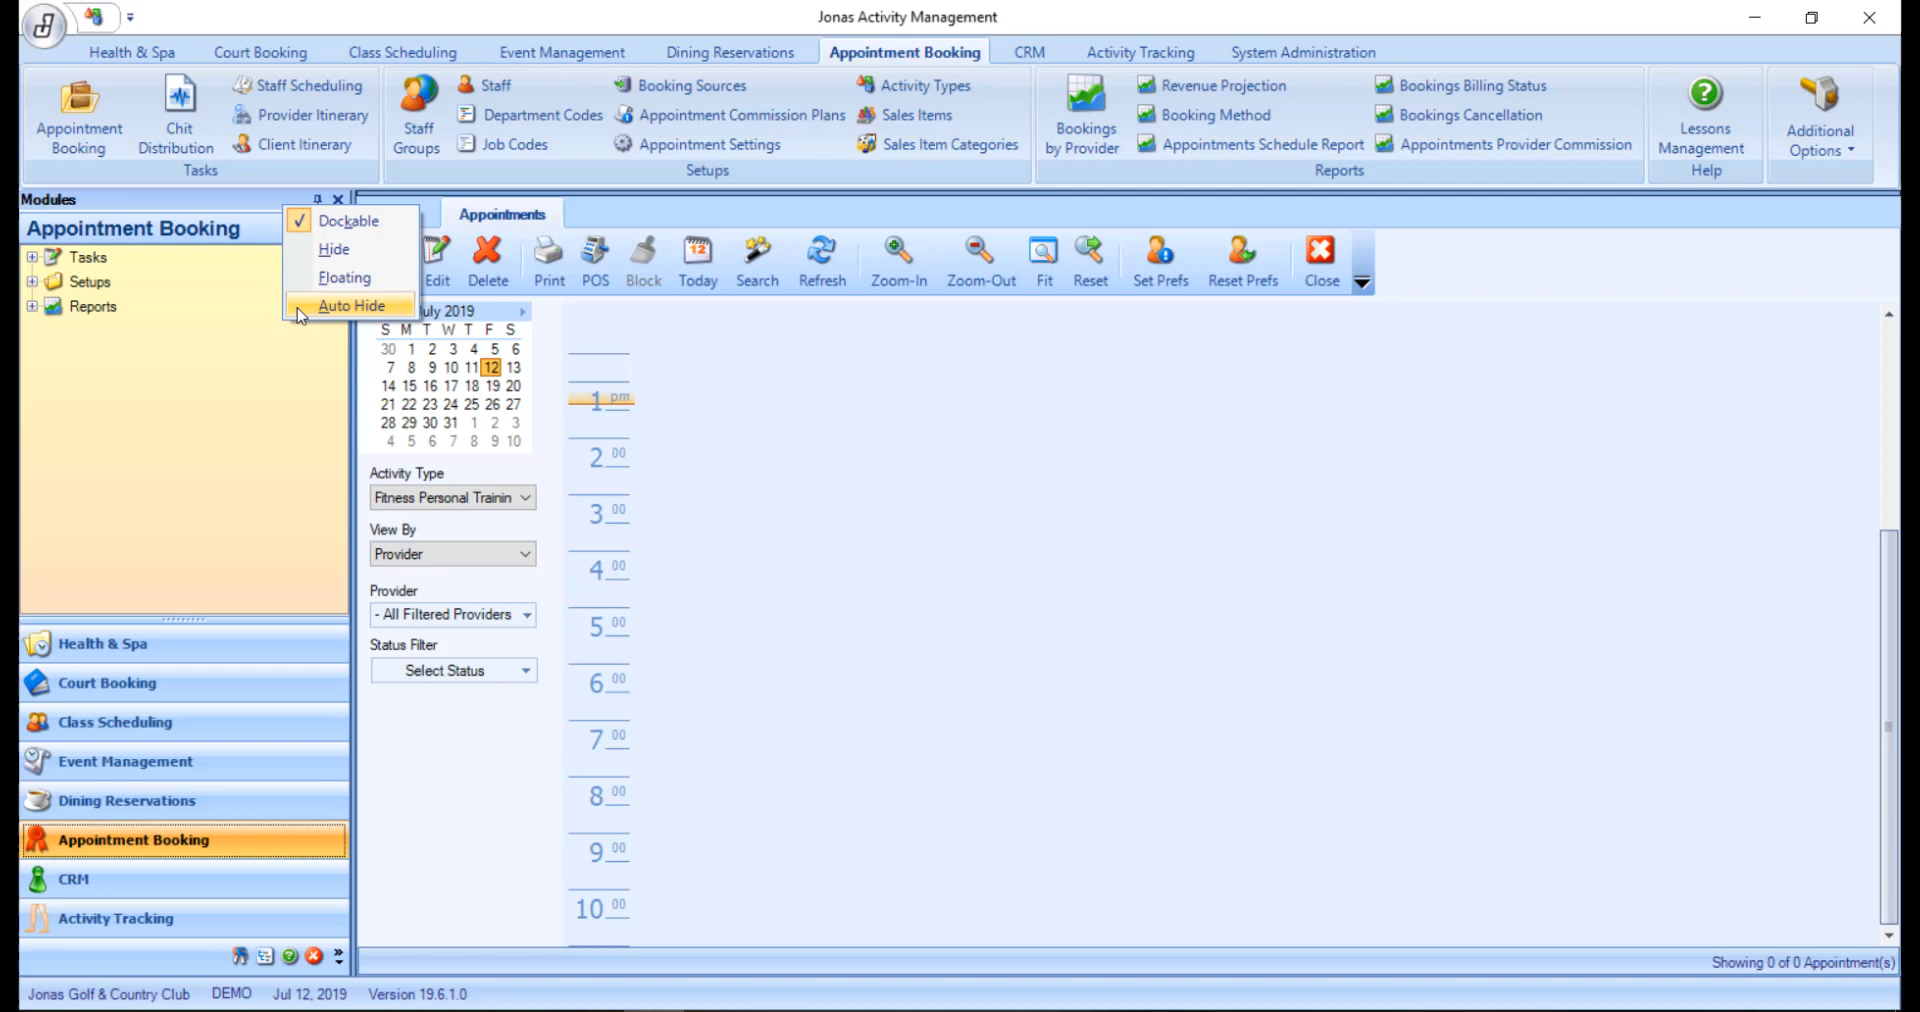 Jonas Activity Management
Health & Spa
Court Booking
Class Scheduling
Event Management
Dining Reservations
Appointment Booking
CRM
Activity Tracking
System Administration
Appointment
Booking
Chit
Distribution
Staff Scheduling
Provider Itinerary
Client Itinerary
Tasks
Staff
Groups
Staff
Department Codes
Job Codes
Booking Sources
Appointment Commission Plans
Appointment Settings
Activity Types
Sales Items
Sales Item Categories
Setups
Bookings
by Provider
Revenue Projection
Booking Method
Appointments Schedule Report
Bookings Billing Status
Bookings Cancellation
Appointments Provider Commission
Reports
Lessons
Management
Help
Additional
Options
Modules
Appointment Booking
Tasks
Setups
Reports
Dockable
Hide
Floating
Auto Hide
Appointments
Edit
Delete
Print
POS
Block
12
Today
Search
Refresh
Zoom-In
Zoom-Out
Fit
Reset
Set Prefs
Reset Prefs
Close
July 2019
S M T W T F S
30 1 2 3 4 5 6
7 8 9 10 11 12 13
14 15 16 17 18 19 20
21 22 23 24 25 26 27
28 29 30 31 1 2 3
4 5 6 7 8 9 10
Activity Type
Fitness Personal Trainin
View By
Provider
Provider
- All Filtered Providers
Status Filter
Select Status
1 pm
2 00
3 00
4 00
5 00
6 00
7 00
8 00
9 00
10 00
Health & Spa
Court Booking
Class Scheduling
Event Management
Dining Reservations
Appointment Booking
CRM
Activity Tracking
Showing 0 of 0 Appointment(s)
Jonas Golf & Country Club
DEMO
Jul 12, 2019
Version 19.6.1.0